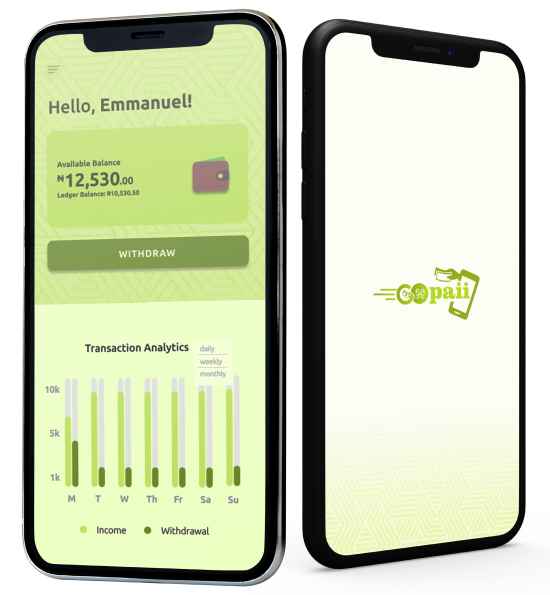 Hello, Emmanuel!
Available Balance
₦12,530.00
Ledger Balance: ₦10,530.50
WITHDRAW
Transaction Analytics
daily
weekly
monthly
10k
5k
1k
M T W Th Fr Sa Su
Income Withdrawal
GOpaii